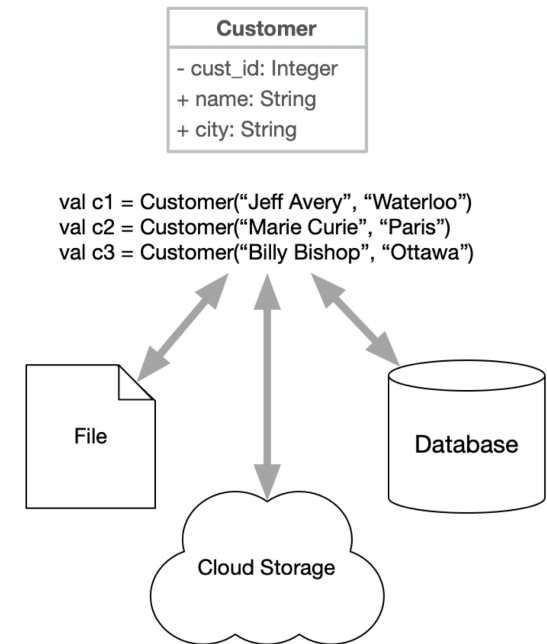 Customer
- cust_id: Integer
+ name: String
+ city: String
val c1 = Customer(“Jeff Avery”, “Waterloo”)
val c2 = Customer(“Marie Curie”, “Paris”)
val c3 = Customer(“Billy Bishop”, “Ottawa”)
File
Database
Cloud Storage